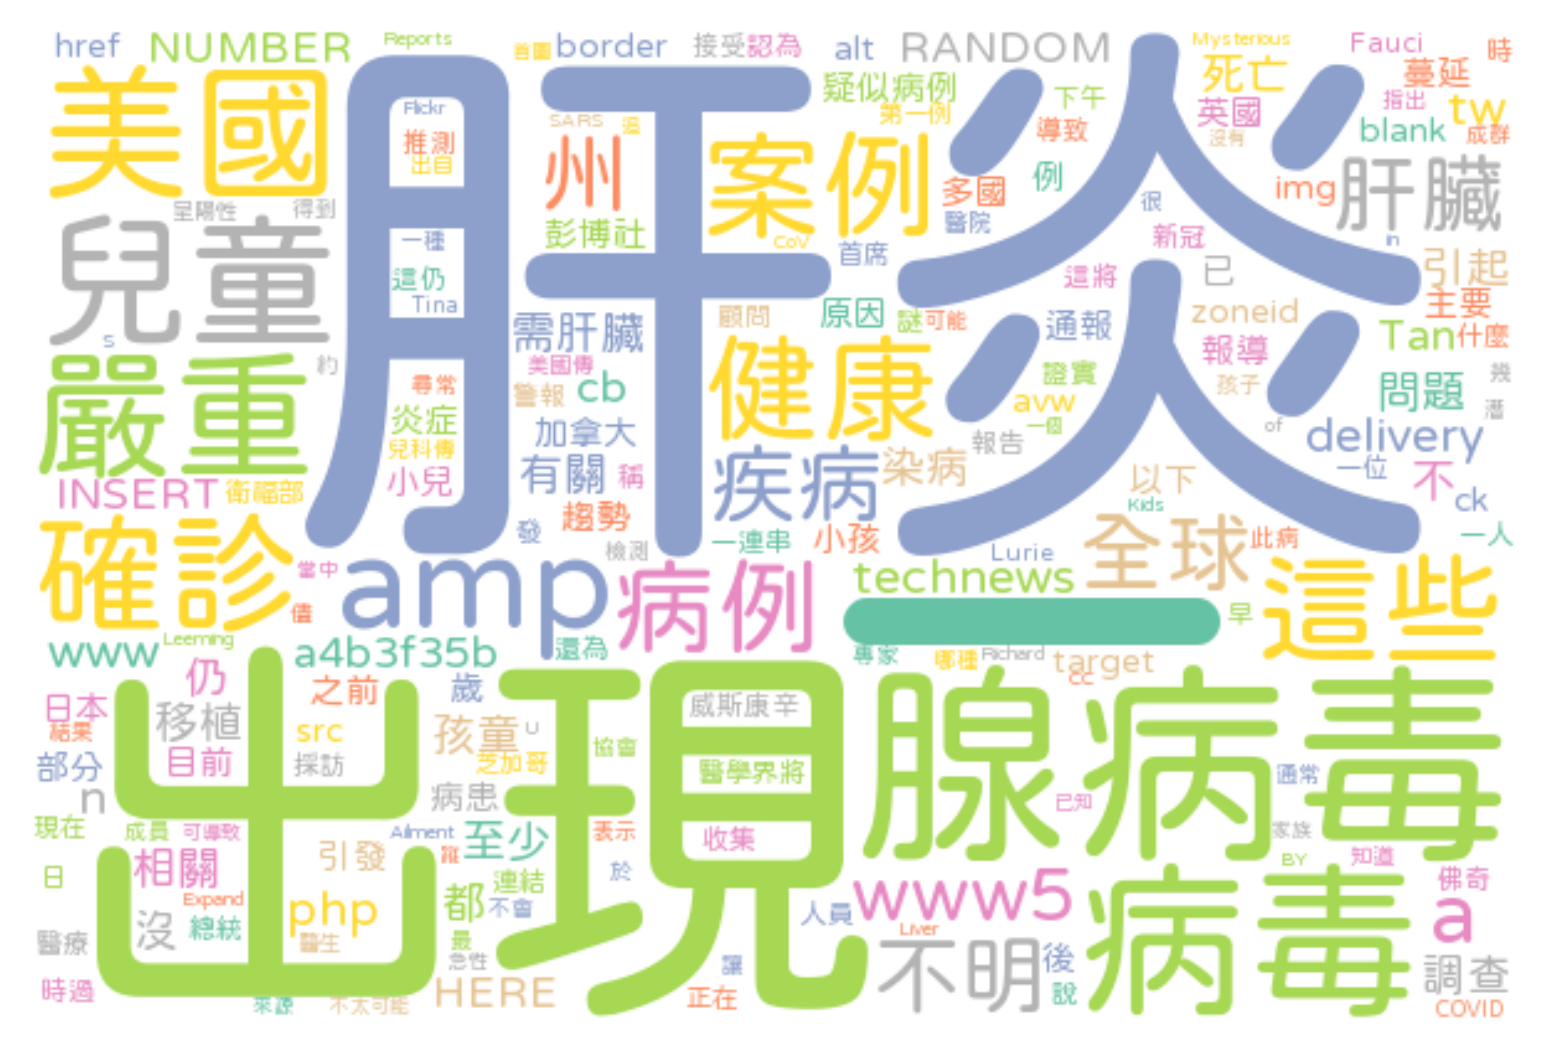 href
NUMBER
Reports
首圖
border
接受
認為
alt
RANDOM
Mysterious
Fauci
時
美國
肝炎
疑似病例
死亡
蔓延
Flickr
SARS
州
案例
第一例
下午
英國
指出
tw
推測
出自
導致
沒有
blank
成群
兒童
呈陽性
得到
多國
例
img
肝臟
一種
彭博社
CoV
首席
醫院
很
新冠
in
這仍
Tina
這將
已
引起
s
需肝臟
顧問
原因
謎
可能
通報
zoneid
主要
嚴重
約
美國傳
健康
報導
Tan
什麼
尋常
警報
cb
證實
孩子
問題
幾
炎症
加拿大
avw
一個
of
潛
兒科傳
報告
delivery
INSERT
衛福部
小兒
有關
稱
疾病
染病
以下
一位
不
ck
確診
發
趨勢
Kids
檢測
一連串
小孩
Lurie
全球
此病
一人
當中
amp
病例
technews
這些
僖
一
早
www
Leeming
a4b3f35b
還為
專家
哪種
Richard
target
cc
仍
日本
結果
出現
之前
歲
腺病毒
移植
src
孩童
U
威斯康辛
部分
目前
採訪
芝加哥
協會
醫學界將
通常
n
病患
已知
現在
成員
可導致
Ailment
至少
表示
收集
家族
相關
引發
蹤
BY
知道
日
Expand
連結
於
www5
病毒
佛奇
沒
總統
php
都
不會
人員
a
醫療
醫生
最
Liver
急性
讓
不明
後
調查
時過
來源
不太可能
HERE
正在
說
COVID